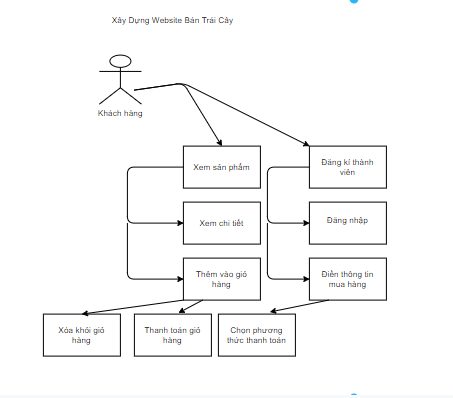 Xây Dựng Website Bán Trái Cây
Khách hàng
Xem sản phẩm
Đăng kí thành
viên
Xem chi tiết
Đăng nhập
Thêm vào giỏ
hàng
Điền thông tin
mua hàng
Xóa khỏi giỏ
hàng
Thanh toán giỏ
hàng
Chọn phương
thức thanh toán